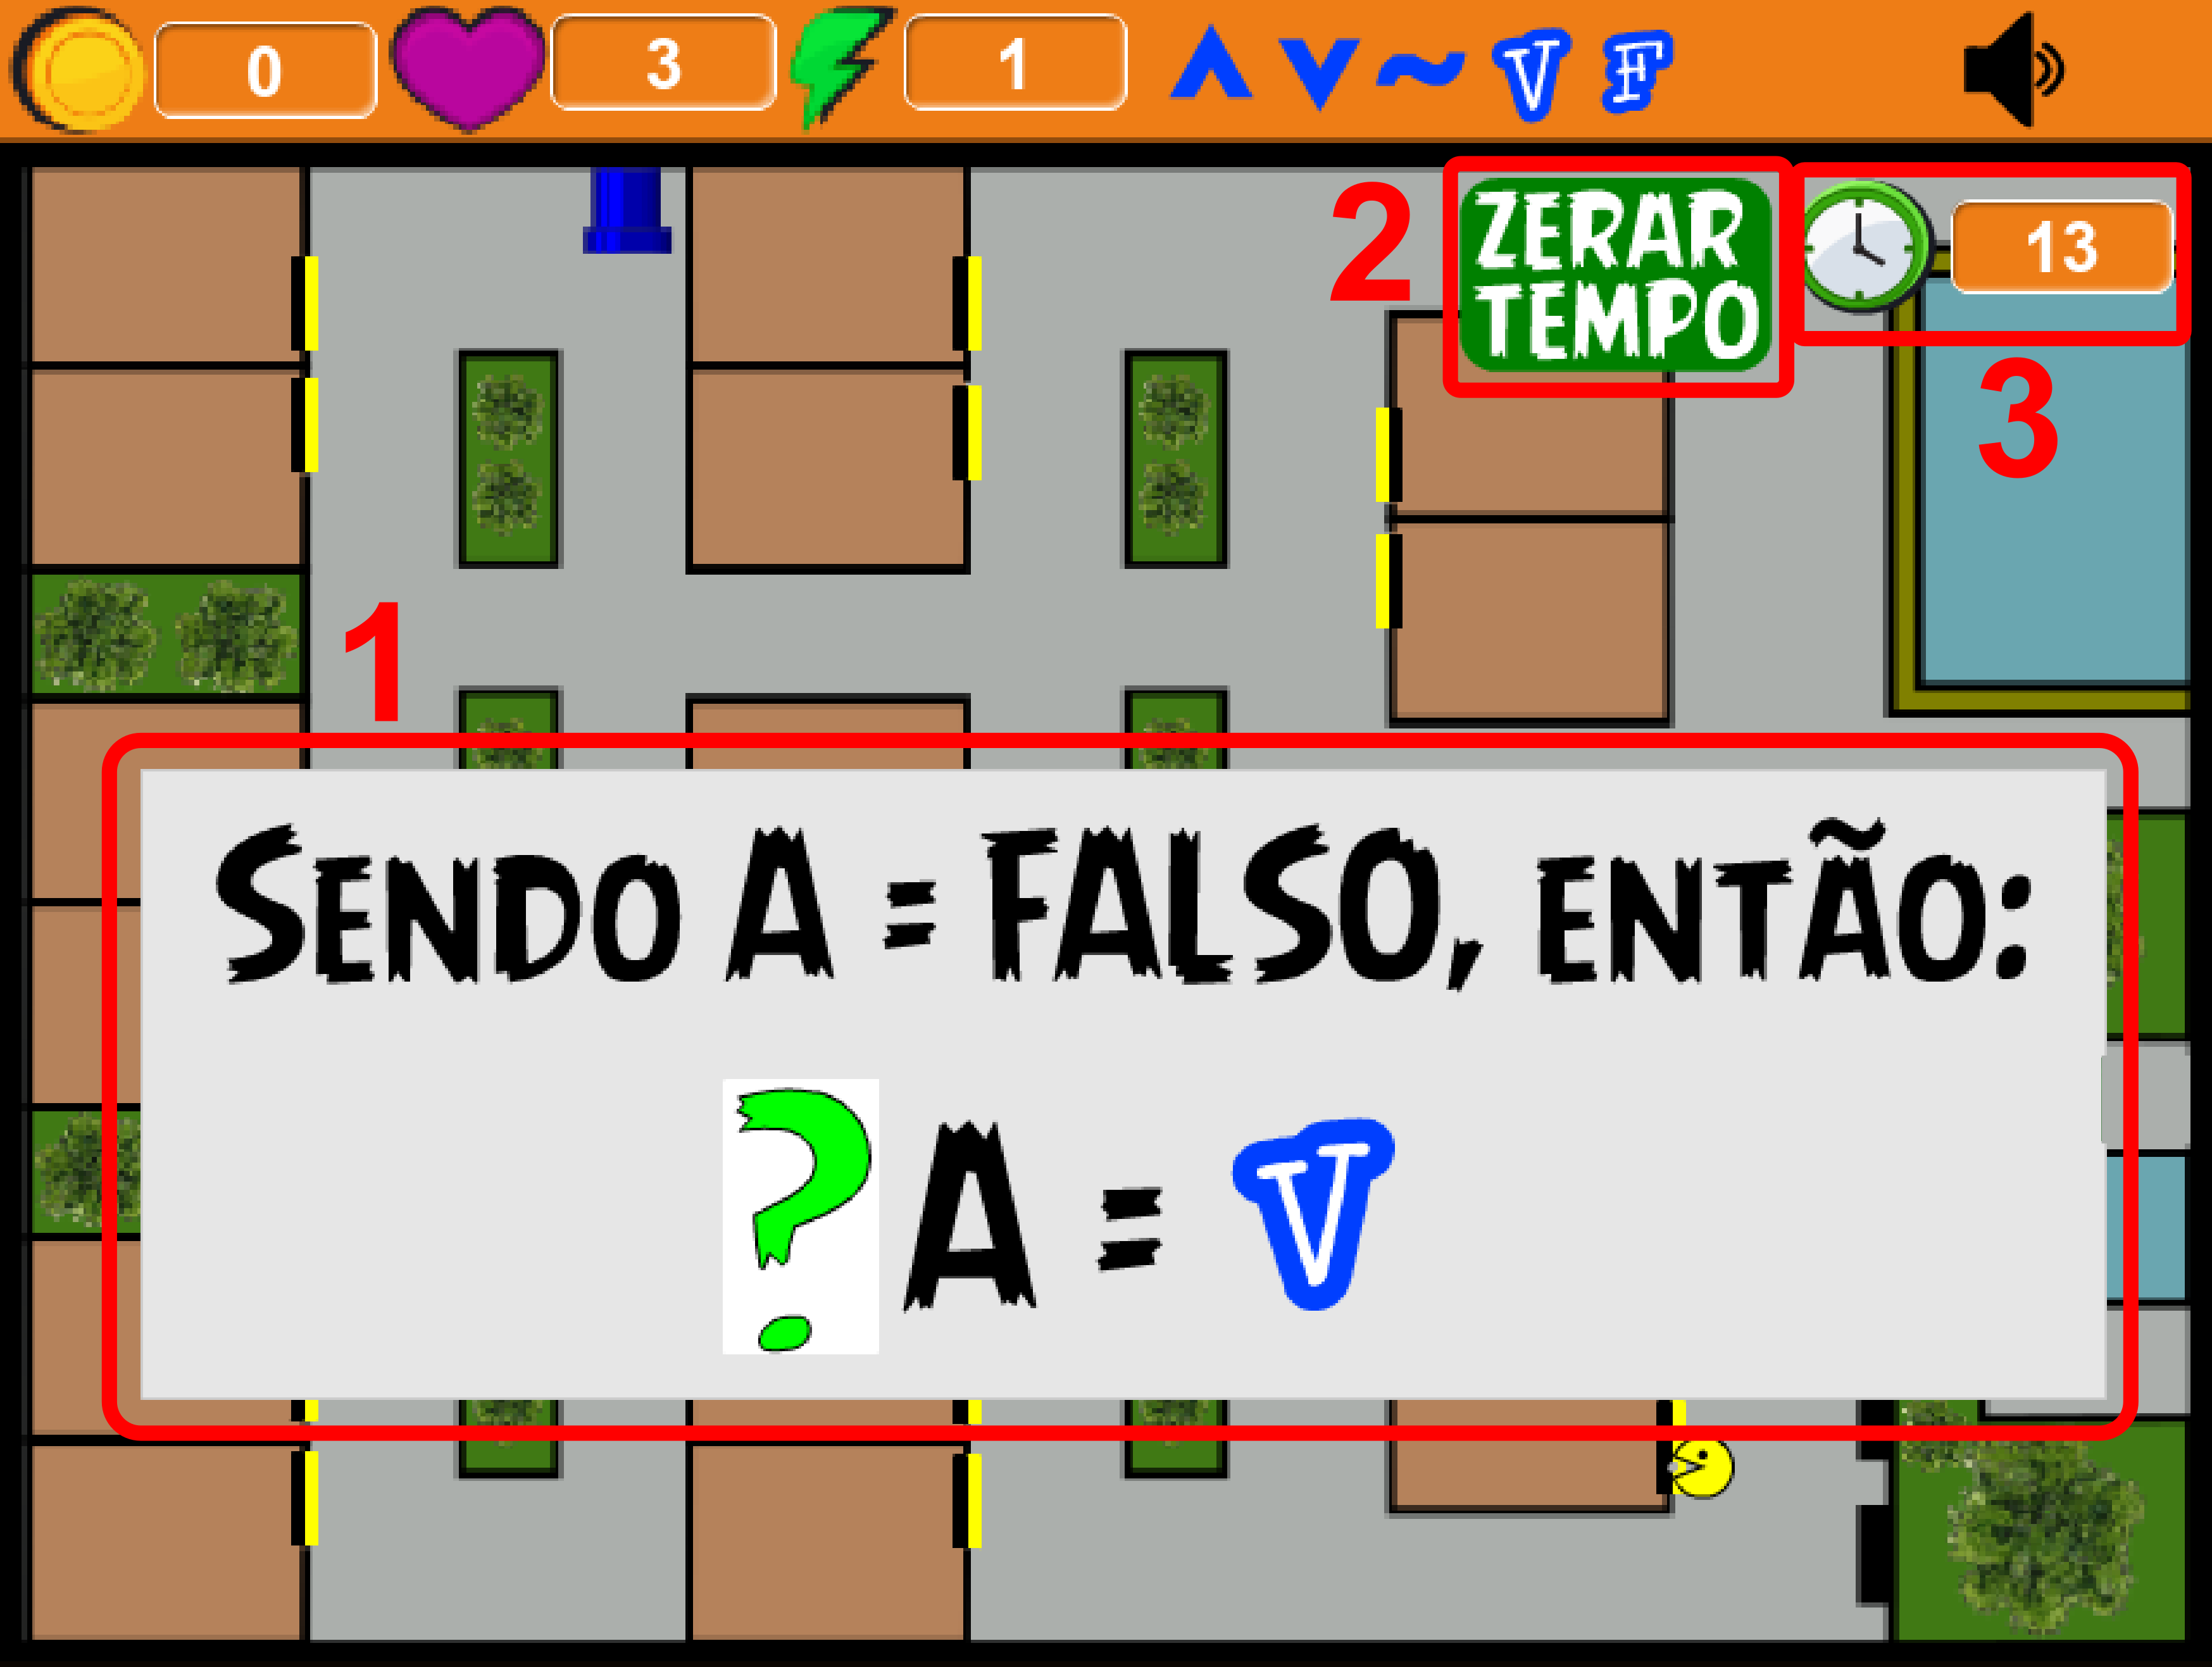 0 3 1 ∧ ∨ ~ V F
2 ZERAR 13
TEMPO
3
1
SENDO A = FALSO, ENTÃO:
? A = V